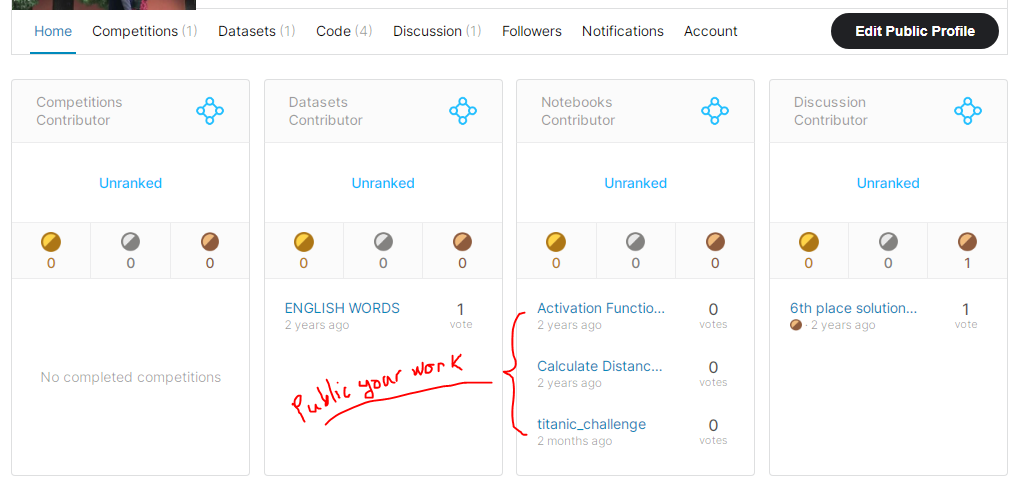 Home Competitions (1) Datasets (1) Code (4) Discussion (1) Followers Notifications Account Edit Public Profile
Competitions
Contributor
Unranked
0 0 0
No completed competitions
Datasets
Contributor
Unranked
0 0 0
ENGLISH WORDS 1
2 years ago vote
Public your work
Notebooks
Contributor
Unranked
0 0 0
Activation Functio... 0
2 years ago votes
Calculate Distanc... 0
2 years ago votes
titanic_challenge 0
2 months ago votes
Discussion
Contributor
Unranked
0 0 1
6th place solution... 1
· 2 years ago vote